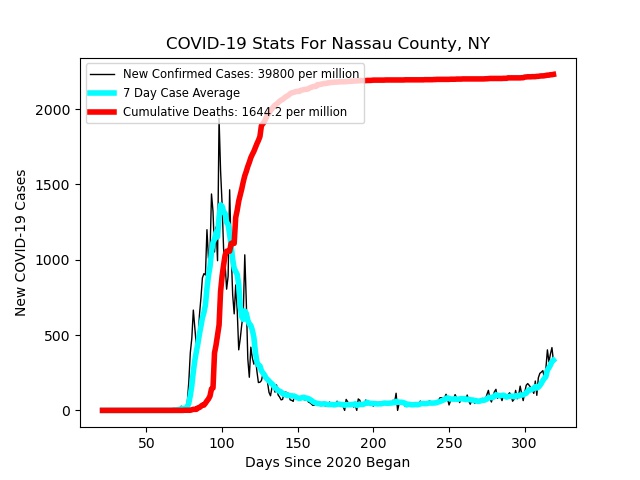 COVID-19 Stats For Nassau County, NY
New Confirmed Cases: 39800 per million
7 Day Case Average
Cumulative Deaths: 1644.2 per million
New COVID-19 Cases
2000
1500
1000
500
0
50 100 150 200 250 300
Days Since 2020 Began